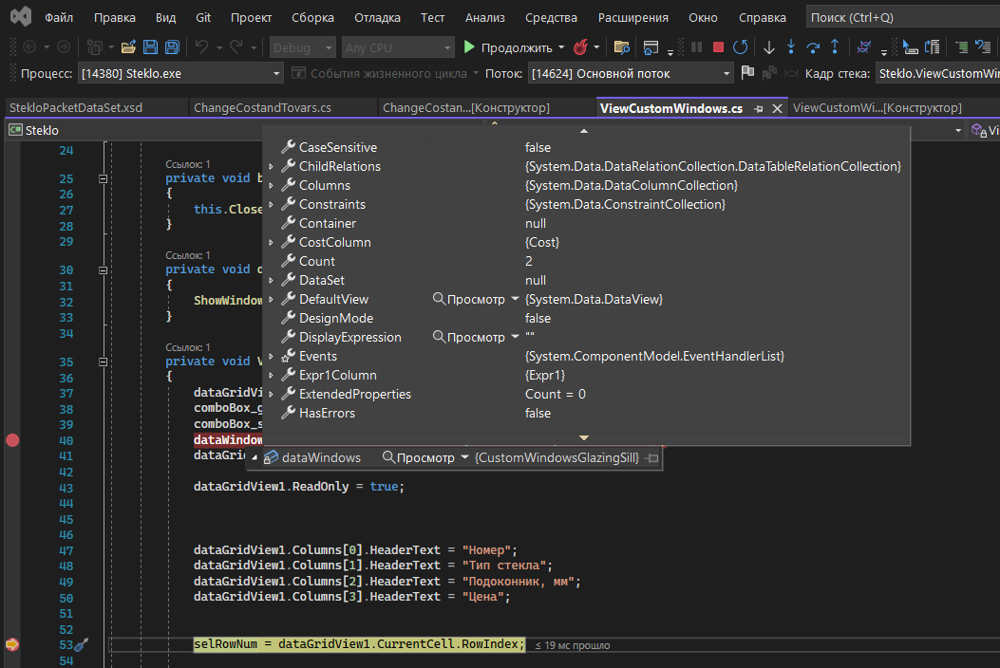 Файл Правка Вид Git Проект Сборка Отладка Тест Анализ Средства Расширения Окно Справка Поиск (Ctrl+Q)
Debug Any CPU Продолжить
Процесс: [14380] Steklo.exe События жизненного цикла Поток: [14624] Основной поток Кадр стека: Steklo.ViewCustomWin
StekloPacketDataSet.xsd ChangeCostandTovars.cs ChangeCostan...[Конструктор] ViewCustomWindows.cs ViewCustomWi...[Конструктор]
C# Steklo Vi
CaseSensitive false
ChildRelations {System.Data.DataRelationCollection.DataTableRelationCollection}
Columns {System.Data.DataColumnCollection}
Constraints {System.Data.ConstraintCollection}
Container null
CostColumn {Cost}
Count 2
DataSet null
DefaultView Просмотр {System.Data.DataView}
DesignMode false
DisplayExpression Просмотр ""
Events {System.ComponentModel.EventHandlerList}
Expr1Column {Expr1}
ExtendedProperties Count = 0
HasErrors false
dataWindows Просмотр {CustomWindowsGlazingSill}
24
Ссылок: 1
25 private void b
26 {
27 this.Close
28 }
29
Ссылок: 1
30 private void
31 {
32 ShowWindow
33 }
34
Ссылок: 1
35 private void V
36 {
37 dataGridVi
38 comboBox_g
39 comboBox_s
40 dataWindow
41 dataGrid
42
43 dataGridView1.ReadOnly = true;
44
45
46
47 dataGridView1.Columns[0].HeaderText = "Номер";
48 dataGridView1.Columns[1].HeaderText = "Тип стекла";
49 dataGridView1.Columns[2].HeaderText = "Подоконник, мм";
50 dataGridView1.Columns[3].HeaderText = "Цена";
51
52
53 selRowNum = dataGridView1.CurrentCell.RowIndex; ≤ 19 мс прошло
54